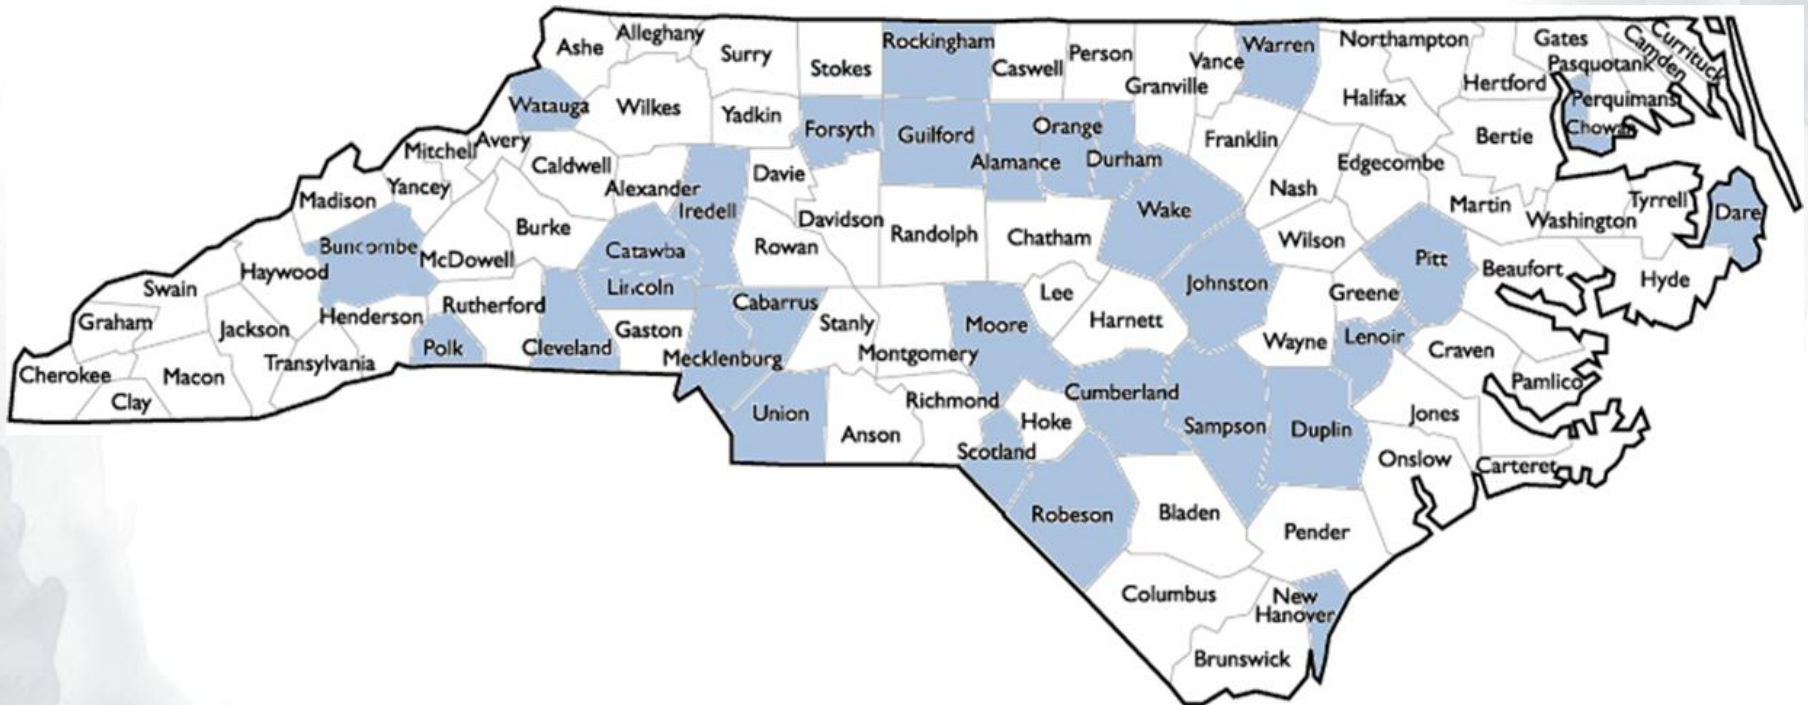 Ashe
Alleghany
Surry
Stokes
Rockingham
Caswell
Person
Granville
Vance
Warren
Northampton
Gates
Currituck
Camden
Pasquotank
Hertford
Halifax
Perquimans
Chowan
Watauga
Wilkes
Yadkin
Forsyth
Guilford
Orange
Alamance
Durham
Franklin
Bertie
Avery
Mitchell
Caldwell
Alexander
Davie
Edgecombe
Nash
Madison
Yancey
Iredell
Davidson
Wake
Martin
Washington
Tyrrell
Dare
Buncombe
McDowell
Burke
Catawba
Rowan
Randolph
Chatham
Wilson
Pitt
Beaufort
Hyde
Haywood
Swain
Lincoln
Johnston
Greene
Graham
Jackson
Henderson
Rutherford
Gaston
Cabarrus
Stanly
Moore
Lee
Harnett
Wayne
Lenoir
Craven
Cherokee
Macon
Transylvania
Polk
Cleveland
Mecklenburg
Montgomery
Pamlico
Clay
Union
Anson
Richmond
Hoke
Cumberland
Sampson
Duplin
Jones
Scotland
Onslow
Carteret
Robeson
Bladen
Pender
Columbus
New
Hanover
Brunswick